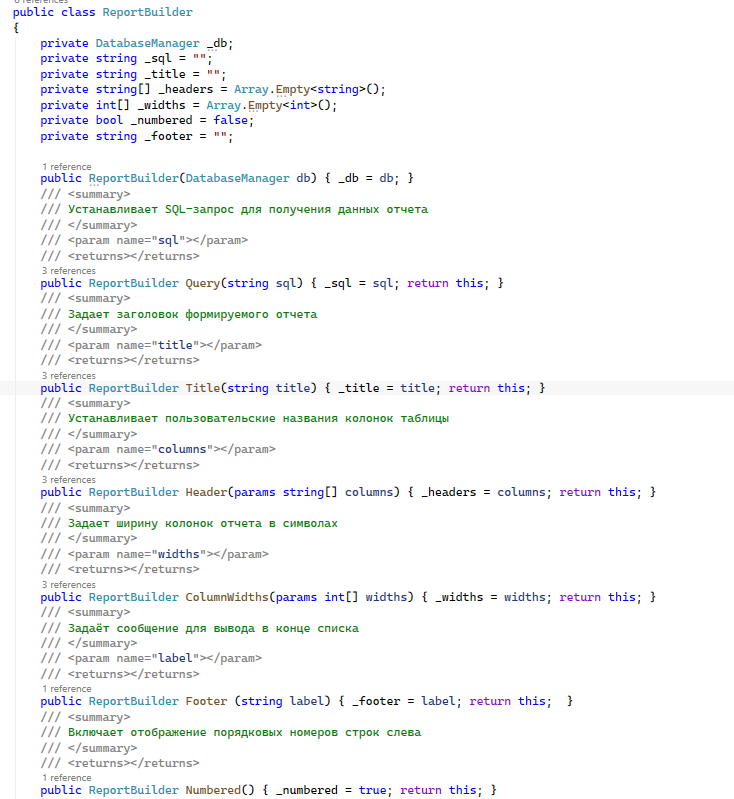 6 references
public class ReportBuilder
{
private DatabaseManager _db;
private string _sql = "";
private string _title = "";
private string[] _headers = Array.Empty<string>();
private int[] _widths = Array.Empty<int>();
private bool _numbered = false;
private string _footer = "";
1 reference
public ReportBuilder(DatabaseManager db) { _db = db; }
/// <summary>
/// Устанавливает SQL-запрос для получения данных отчета
/// </summary>
/// <param name="sql"></param>
/// <returns></returns>
3 references
public ReportBuilder Query(string sql) { _sql = sql; return this; }
/// <summary>
/// Задает заголовок формируемого отчета
/// </summary>
/// <param name="title"></param>
/// <returns></returns>
3 references
public ReportBuilder Title(string title) { _title = title; return this; }
/// <summary>
/// Устанавливает пользовательские названия колонок таблицы
/// </summary>
/// <param name="columns"></param>
/// <returns></returns>
3 references
public ReportBuilder Header(params string[] columns) { _headers = columns; return this; }
/// <summary>
/// Задает ширину колонок отчета в символах
/// </summary>
/// <param name="widths"></param>
/// <returns></returns>
3 references
public ReportBuilder ColumnWidths(params int[] widths) { _widths = widths; return this; }
/// <summary>
/// Задаёт сообщение для вывода в конце списка
/// </summary>
/// <param name="label"></param>
/// <returns></returns>
1 reference
public ReportBuilder Footer (string label) { _footer = label; return this;  }
/// <summary>
/// Включает отображение порядковых номеров строк слева
/// </summary>
/// <returns></returns>
1 reference
public ReportBuilder Numbered() { _numbered = true; return this; }